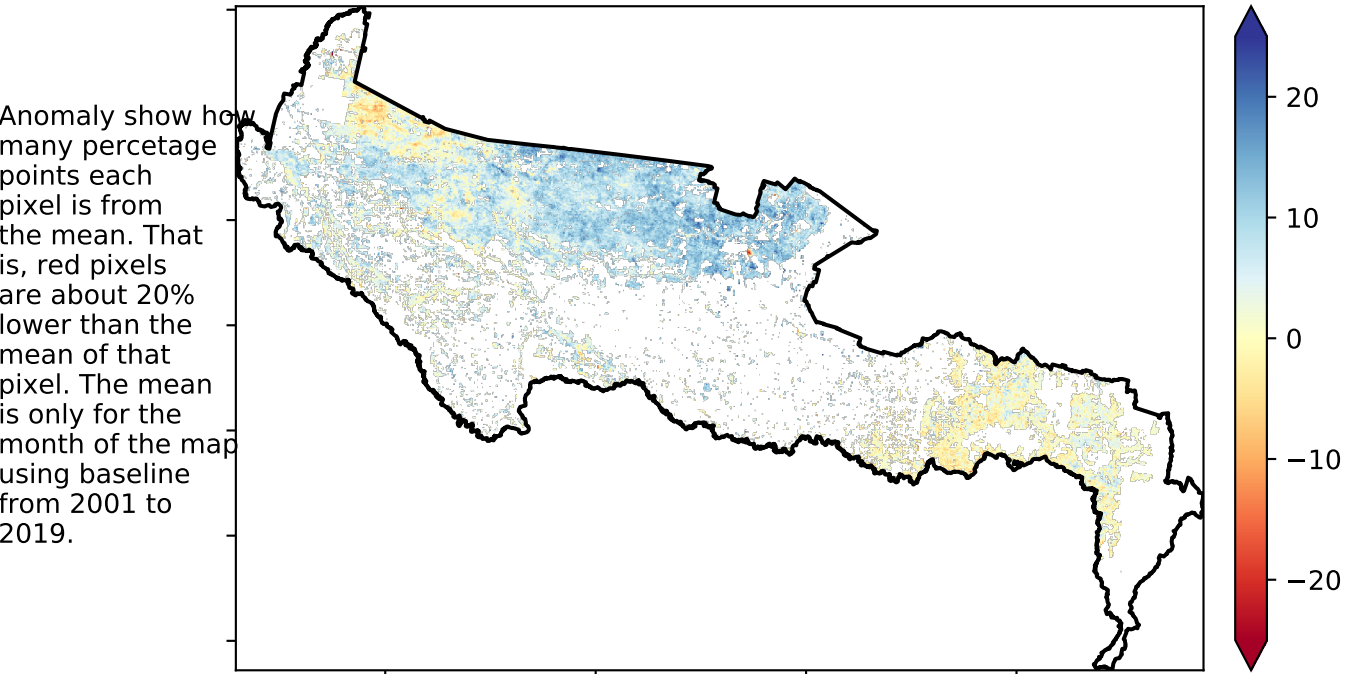 Anomaly show how
many percetage
points each
pixel is from
the mean. That
is, red pixels
are about 20%
lower than the
mean of that
pixel. The mean
is only for the
month of the map
using baseline
from 2001 to
2019.
20
10
0
−10
−20